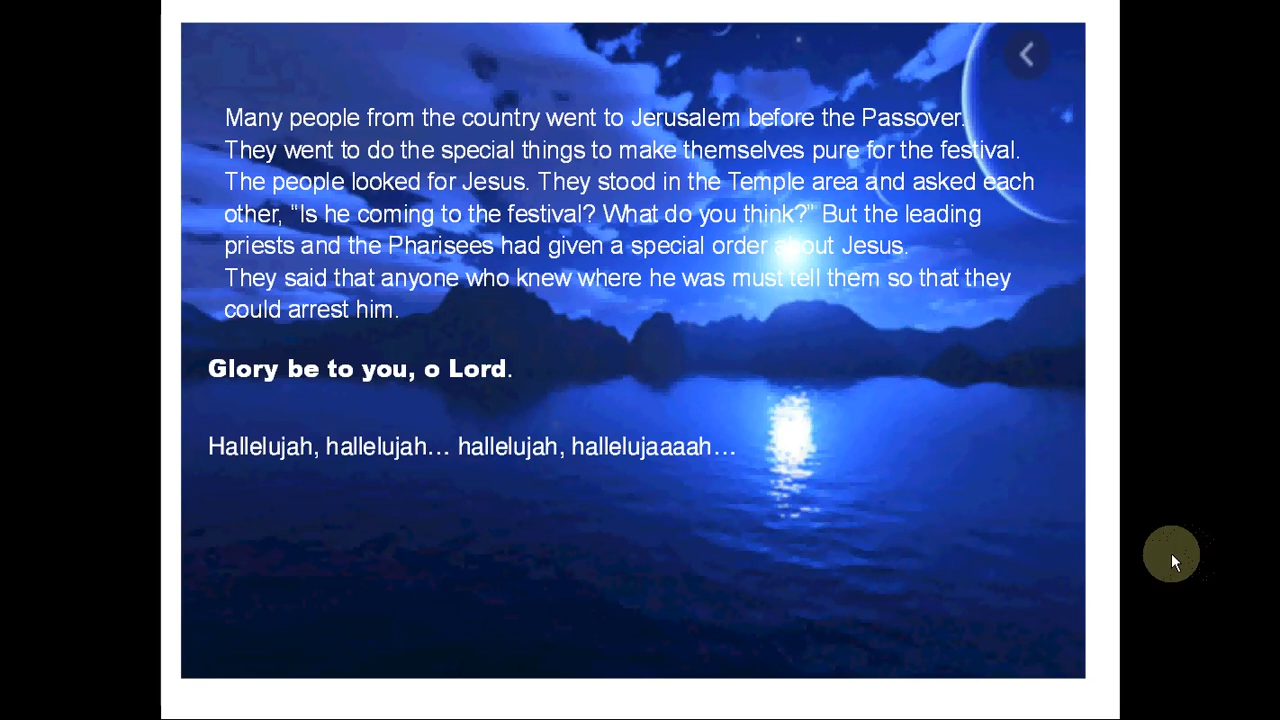 Many people from the country went to Jerusalem before the Passover.
They went to do the special things to make themselves pure for the festival.
The people looked for Jesus. They stood in the Temple area and asked each
other, “Is he coming to the festival? What do you think?” But the leading
priests and the Pharisees had given a special order about Jesus.
They said that anyone who knew where he was must tell them so that they
could arrest him.
Glory be to you, o Lord.
Hallelujah, hallelujah… hallelujah, hallelujaaaah…